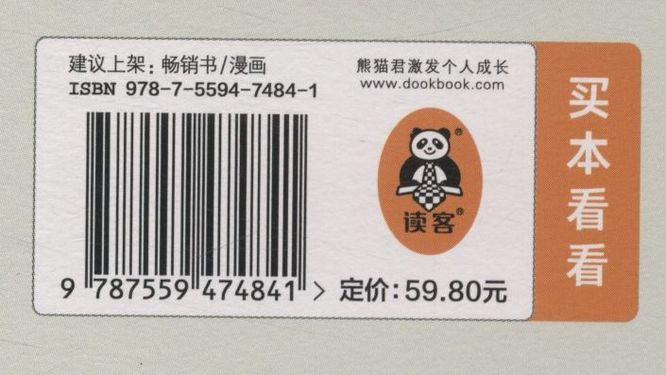 建议上架：畅销书/漫画
ISBN 978-7-5594-7484-1
9 787559 474841 >
熊猫君激发个人成长
www.dookbook.com
读客®
定价：59.80元
买本看看